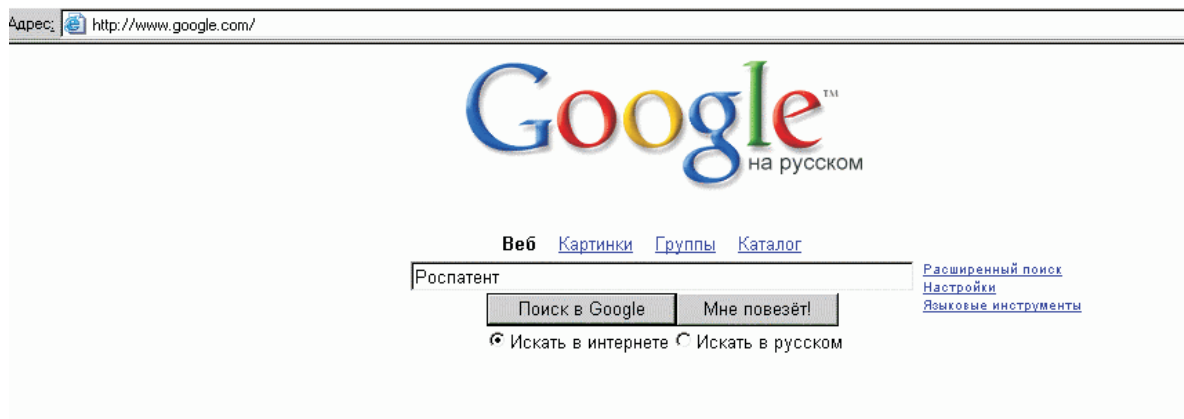 Адрес: http://www.google.com/
Google™
на русском
Веб Картинки Группы Каталог
Роспатент
Расширенный поиск
Настройки
Языковые инструменты
Поиск в Google Мне повезёт!
Искать в интернете Искать в русском